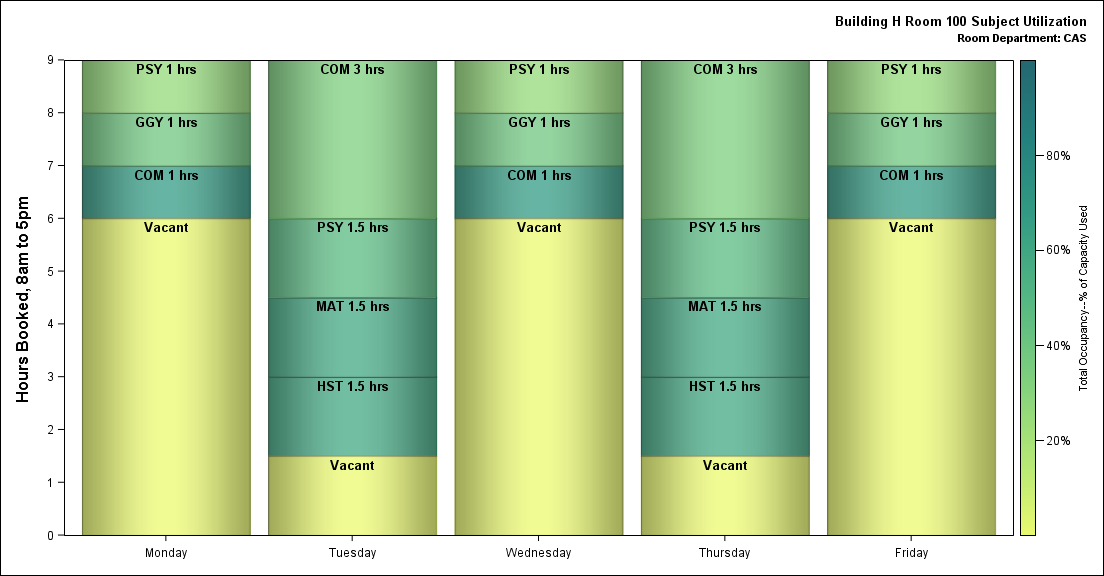 Building H Room 100 Subject Utilization
Room Department: CAS
Hours Booked, 8am to 5pm
9
8
7
6
5
4
3
2
1
0
PSY 1 hrs
GGY 1 hrs
COM 1 hrs
Vacant
COM 3 hrs
PSY 1.5 hrs
MAT 1.5 hrs
HST 1.5 hrs
Vacant
PSY 1 hrs
GGY 1 hrs
COM 1 hrs
Vacant
COM 3 hrs
PSY 1.5 hrs
MAT 1.5 hrs
HST 1.5 hrs
Vacant
PSY 1 hrs
GGY 1 hrs
COM 1 hrs
Vacant
Monday
Tuesday
Wednesday
Thursday
Friday
80%
60%
40%
20%
Total Occupancy--% of Capacity Used